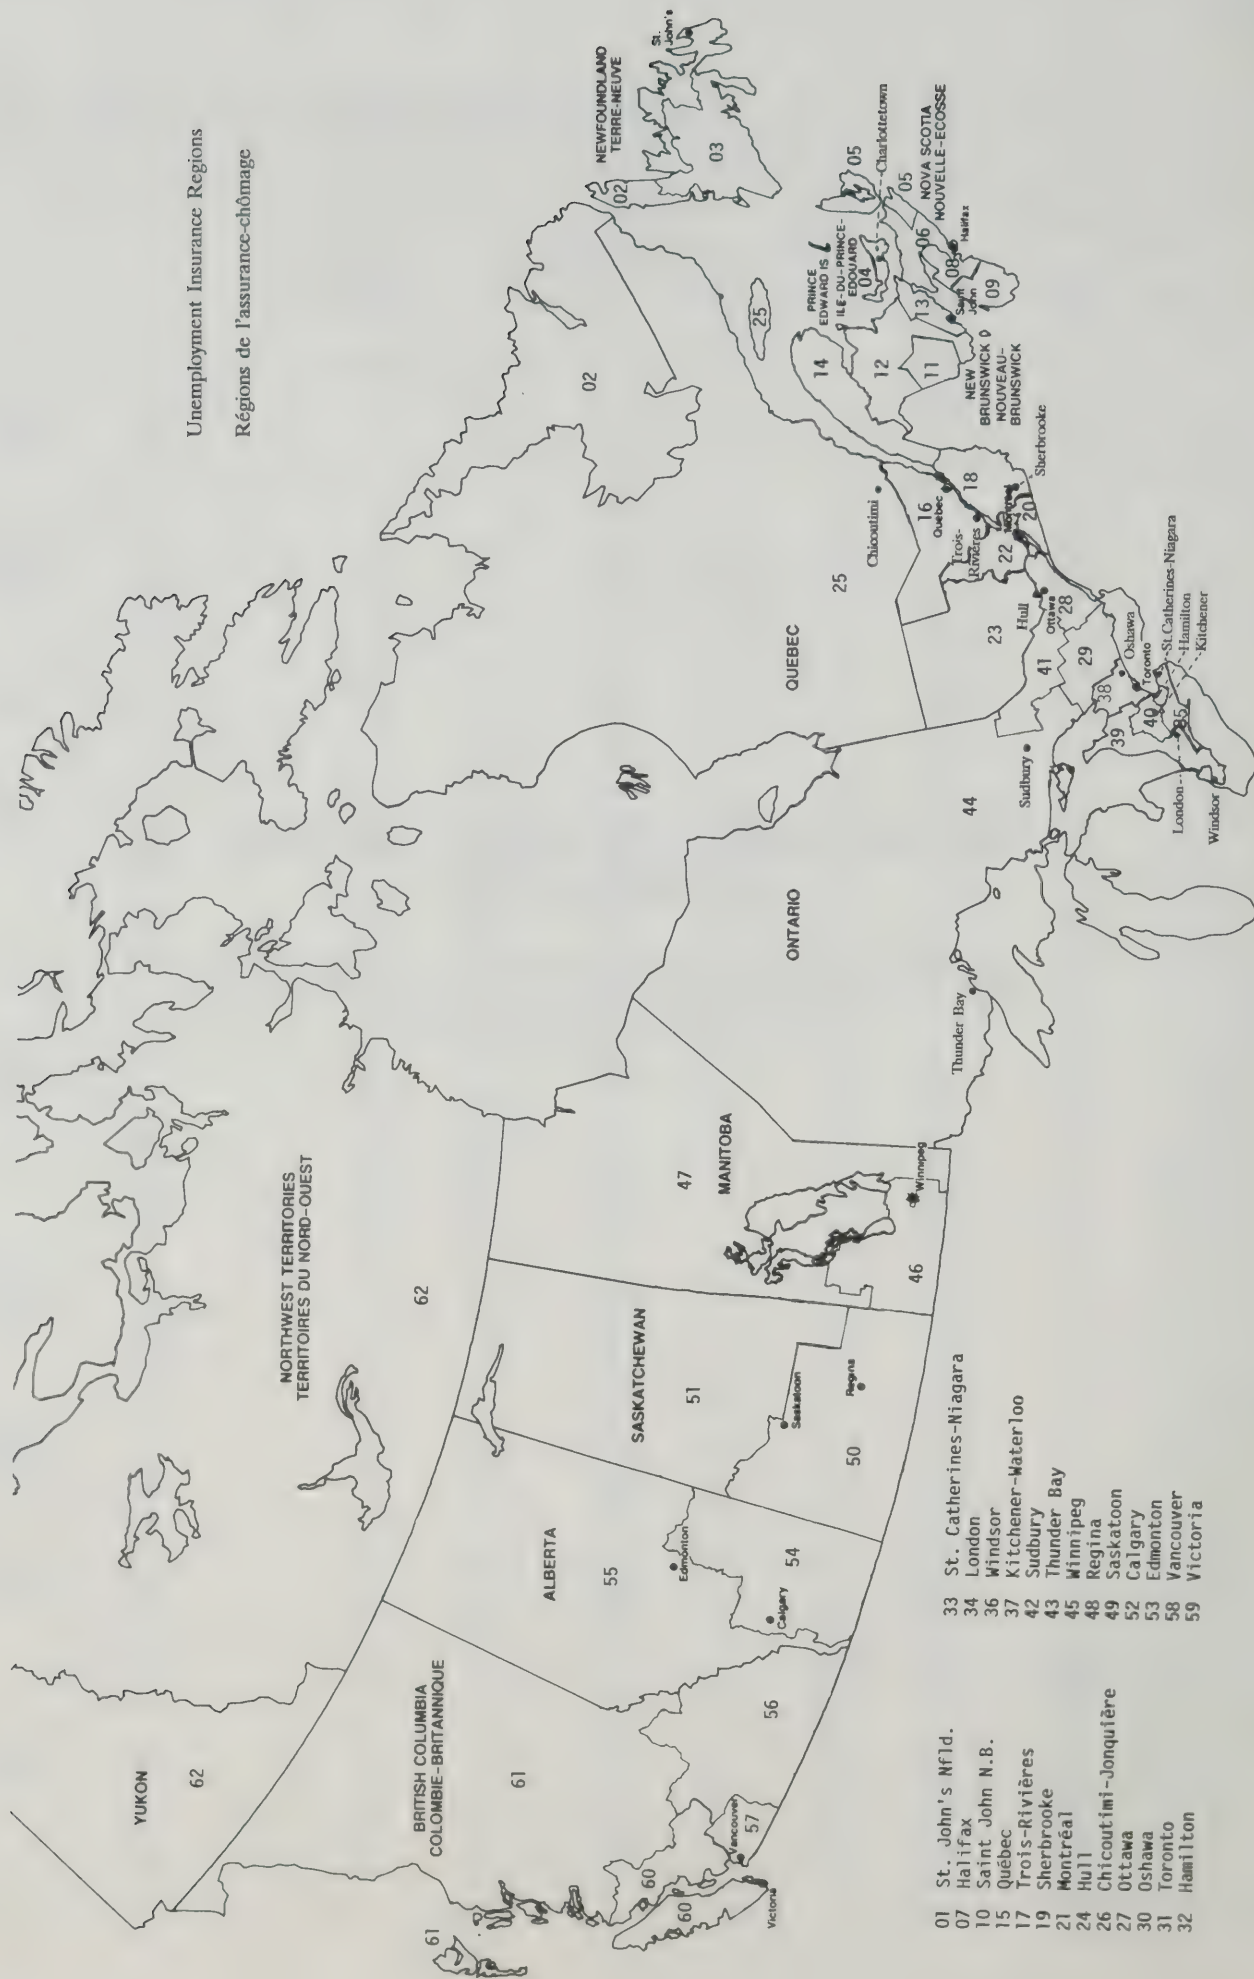 Unemployment Insurance Regions
Régions de l'assurance-chômage
YUKON
62
NORTHWEST TERRITORIES
TERRITOIRES DU NORD-OUEST
62
BRITISH COLUMBIA
COLOMBIE-BRITANNIQUE
61
61
60
60
Vancouver
57
Victoria
56
ALBERTA
55
Edmonton
54
Calgary
SASKATCHEWAN
51
Saskatoon
50
Regina
47
MANITOBA
46
Winnipeg
ONTARIO
Thunder Bay
44
Sudbury
41
Ottawa
28
29
38
39
40
35
Oshawa
Toronto
St.Catherines-Niagara
Hamilton
Kitchener
London
Windsor
QUEBEC
25
25
Chicoutimi
23
Hull
22
Trois-
Rivières
16
Québec
18
Montréal
20
Sherbrooke
14
NEW
BRUNSWICK
NOUVEAU-
BRUNSWICK
12
11
13
Saint
John
PRINCE
EDWARD IS
ILE-DU-PRINCE-
EDOUARD
04
Charlottetown
05
05
NOVA SCOTIA
NOUVELLE-ECOSSE
06
08
09
Halifax
NEWFOUNDLAND
TERRE-NEUVE
02
02
03
St.
John's
01 St. John's Nfld.
07 Halifax
10 Saint John N.B.
15 Québec
17 Trois-Rivières
19 Sherbrooke
21 Montréal
24 Hull
26 Chicoutimi-Jonquière
27 Ottawa
30 Oshawa
31 Toronto
32 Hamilton
33 St. Catherines-Niagara
34 London
36 Windsor
37 Kitchener-Waterloo
42 Sudbury
43 Thunder Bay
45 Winnipeg
48 Regina
49 Saskatoon
52 Calgary
53 Edmonton
58 Vancouver
59 Victoria